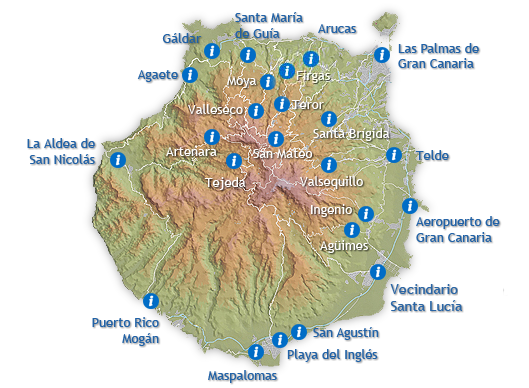 Santa María
de Guía
Gáldar
Arucas
Las Palmas de
Gran Canaria
Agaete
Moya
Firgas
Valleseco
Teror
Santa Brigida
La Aldea de
San Nicolás
Artenara
San Mateo
Telde
Tejeda
Valsequillo
Ingenio
Aeropuerto de
Gran Canaria
Agüimes
Vecindario
Santa Lucía
Puerto Rico
Mogán
San Agustín
Playa del Inglés
Maspalomas